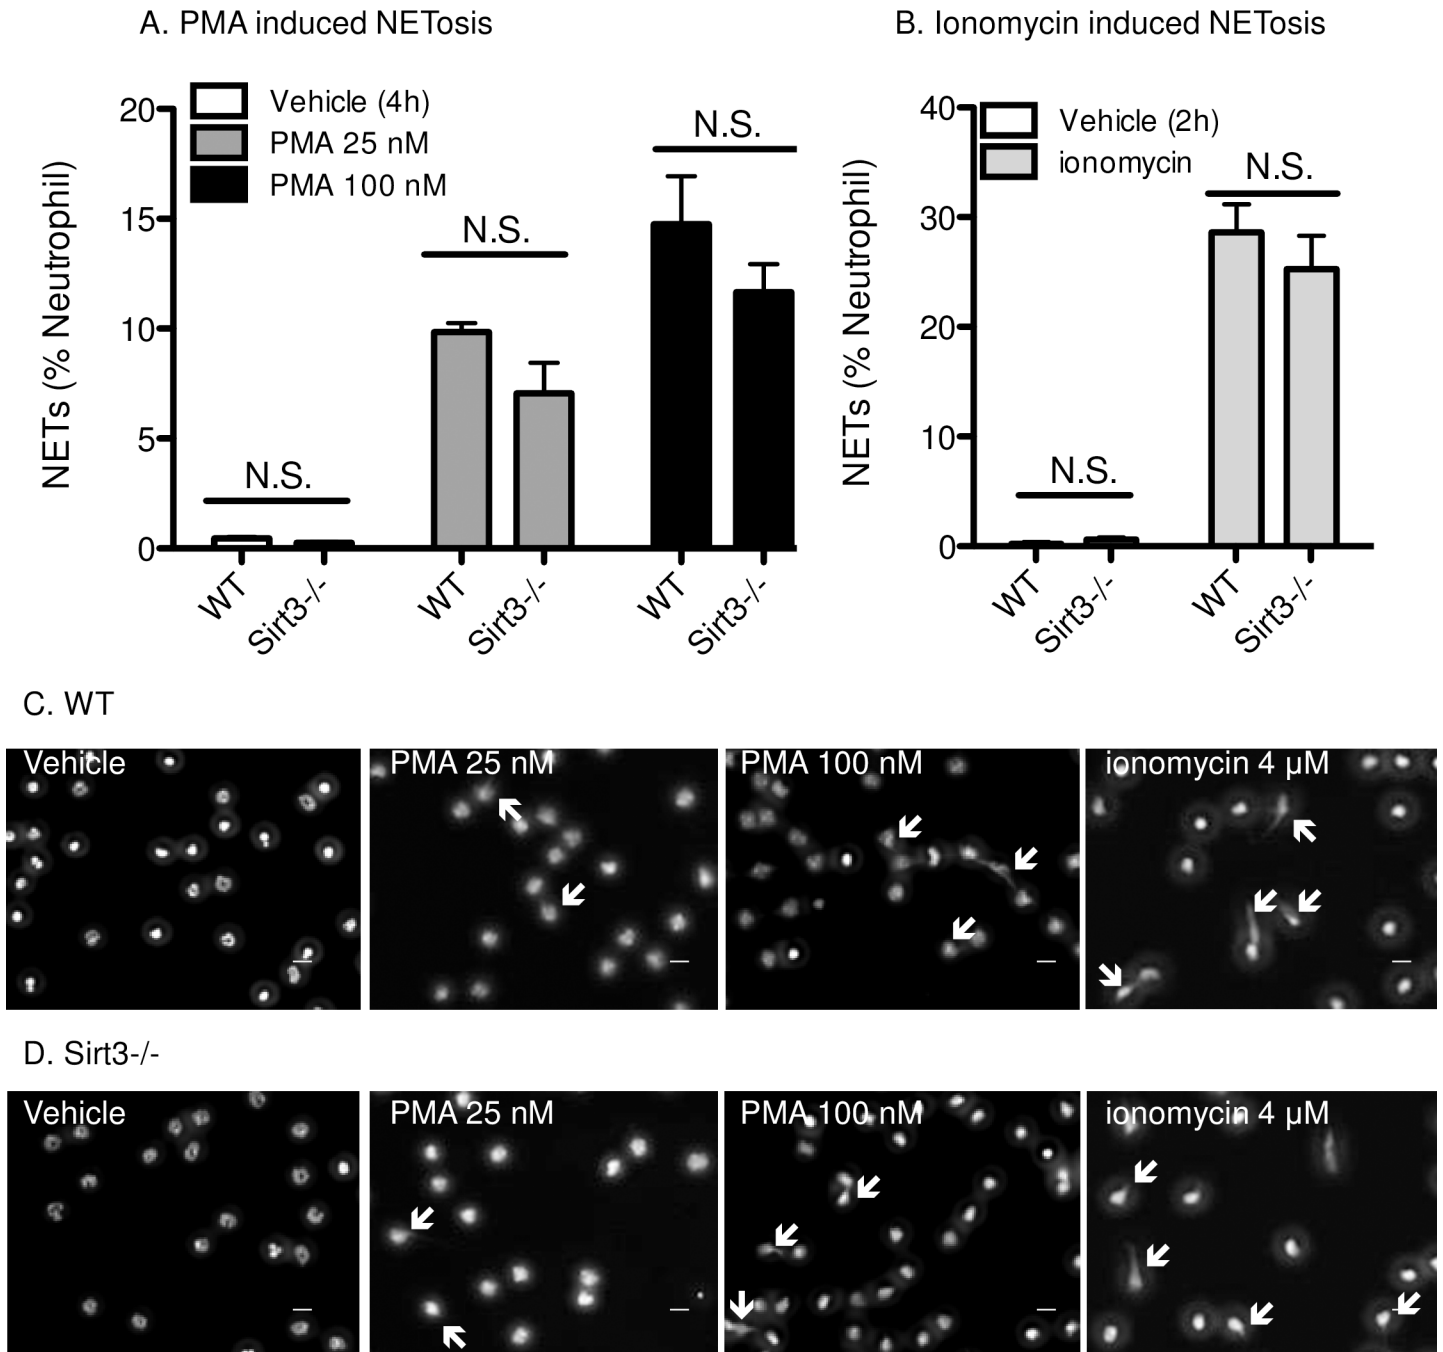 A. PMA induced NETosis
B. Ionomycin induced NETosis
NETs (% Neutrophil)
20
15
10
5
0
Vehicle (4h)
PMA 25 nM
PMA 100 nM
N.S.
N.S.
N.S.
WT
Sirt3-/-
WT
Sirt3-/-
WT
Sirt3-/-
NETs (% Neutrophil)
40
30
20
10
0
Vehicle (2h)
ionomycin
N.S.
N.S.
WT
Sirt3-/-
WT
Sirt3-/-
C. WT
Vehicle
PMA 25 nM
PMA 100 nM
ionomycin 4 µM
D. Sirt3-/-
Vehicle
PMA 25 nM
PMA 100 nM
ionomycin 4 µM